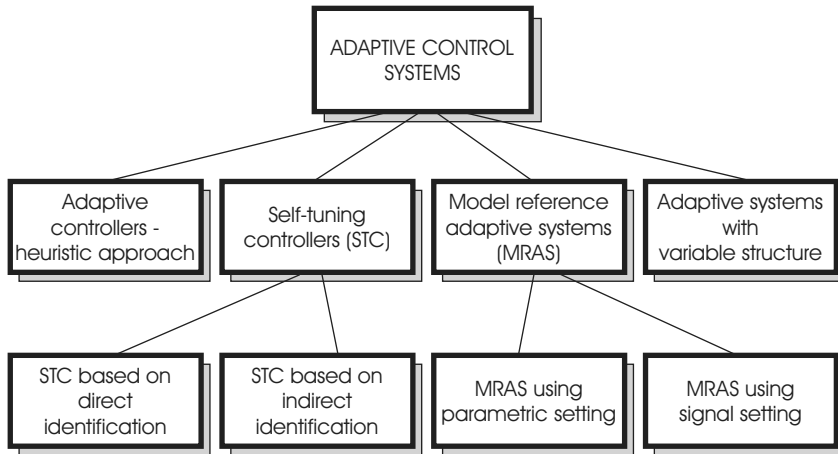 ADAPTIVE CONTROL
SYSTEMS
Adaptive
controllers -
heuristic approach
Self-tuning
controllers (STC)
Model reference
adaptive systems
(MRAS)
Adaptive systems
with
variable structure
STC based on
direct
identification
STC based on
indirect
identification
MRAS using
parametric setting
MRAS using
signal setting